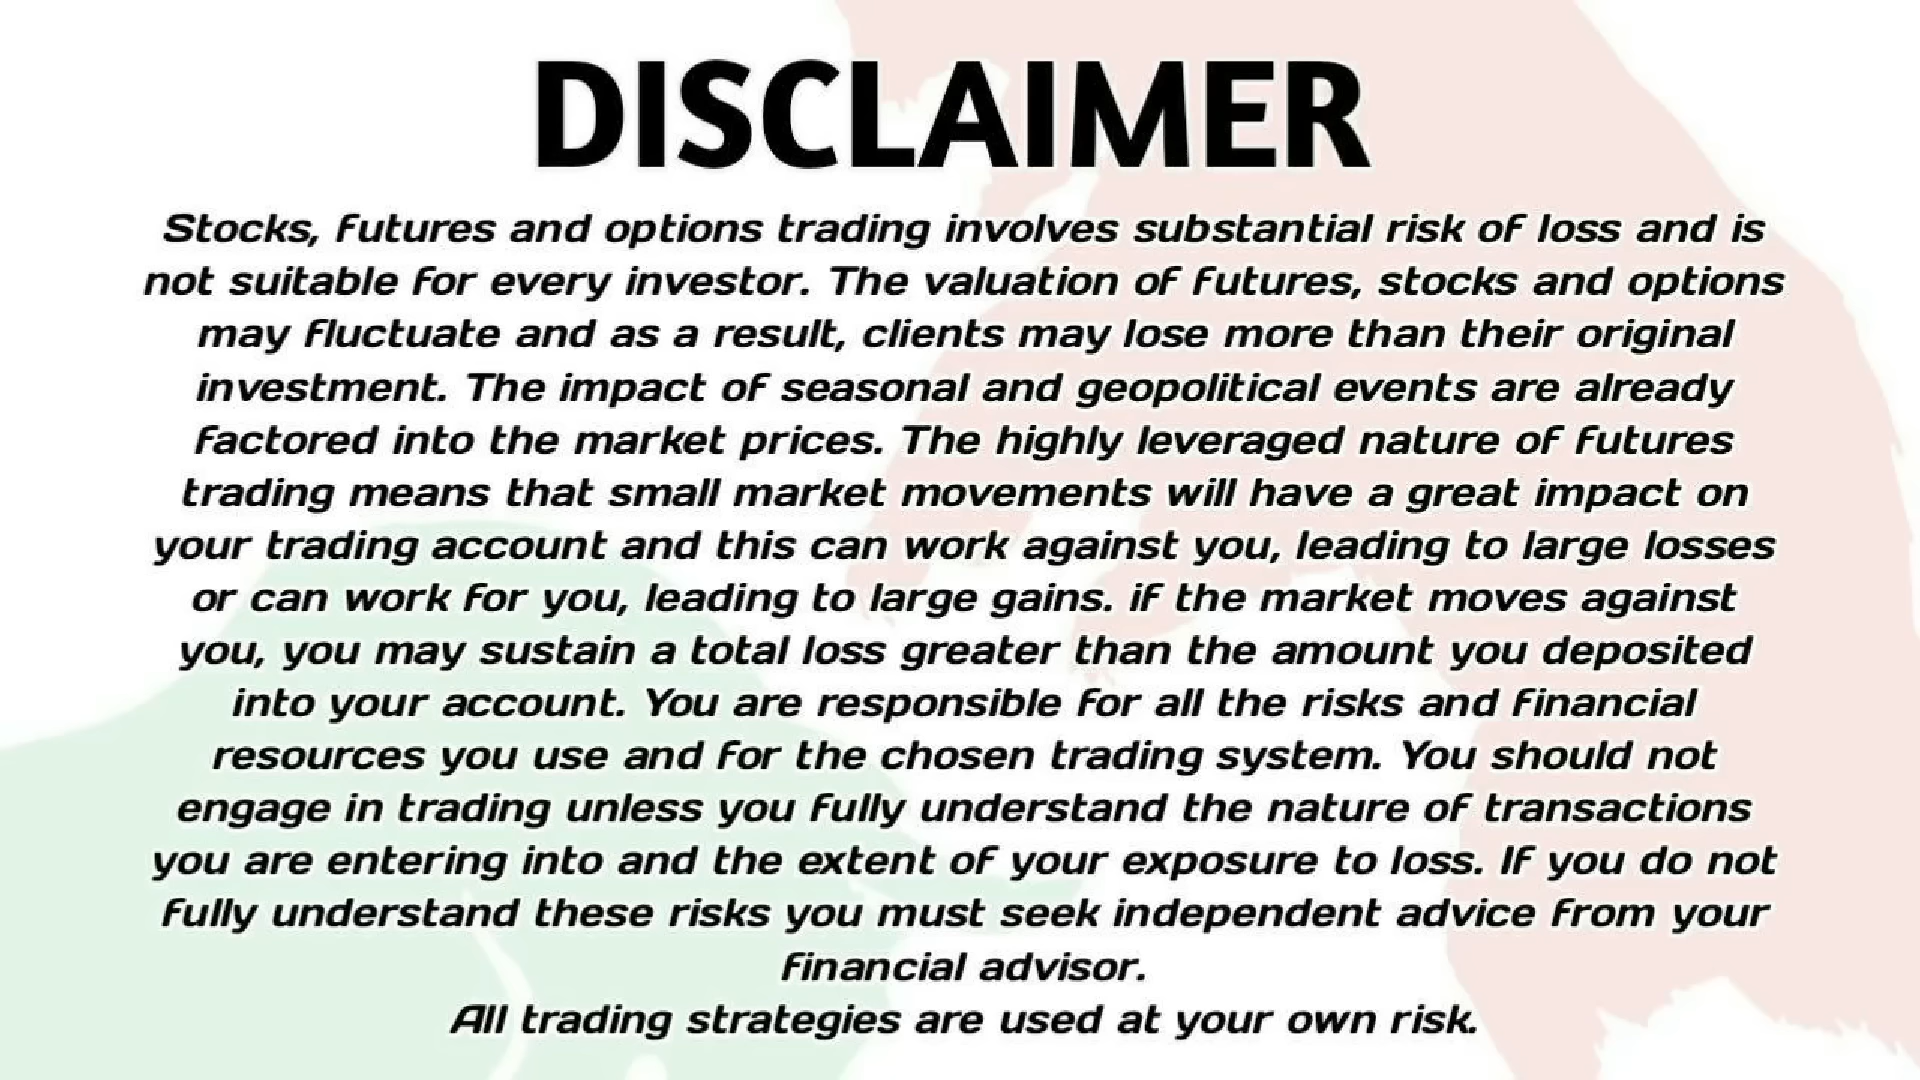 DISCLAIMER
Stocks, futures and options trading involves substantial risk of loss and is
not suitable for every investor. The valuation of futures, stocks and options
may fluctuate and as a result, clients may lose more than their original
investment. The impact of seasonal and geopolitical events are already
factored into the market prices. The highly leveraged nature of futures
trading means that small market movements will have a great impact on
your trading account and this can work against you, leading to large losses
or can work for you, leading to large gains. if the market moves against
you, you may sustain a total loss greater than the amount you deposited
into your account. You are responsible for all the risks and financial
resources you use and for the chosen trading system. You should not
engage in trading unless you fully understand the nature of transactions
you are entering into and the extent of your exposure to loss. If you do not
fully understand these risks you must seek independent advice from your
financial advisor.
All trading strategies are used at your own risk.